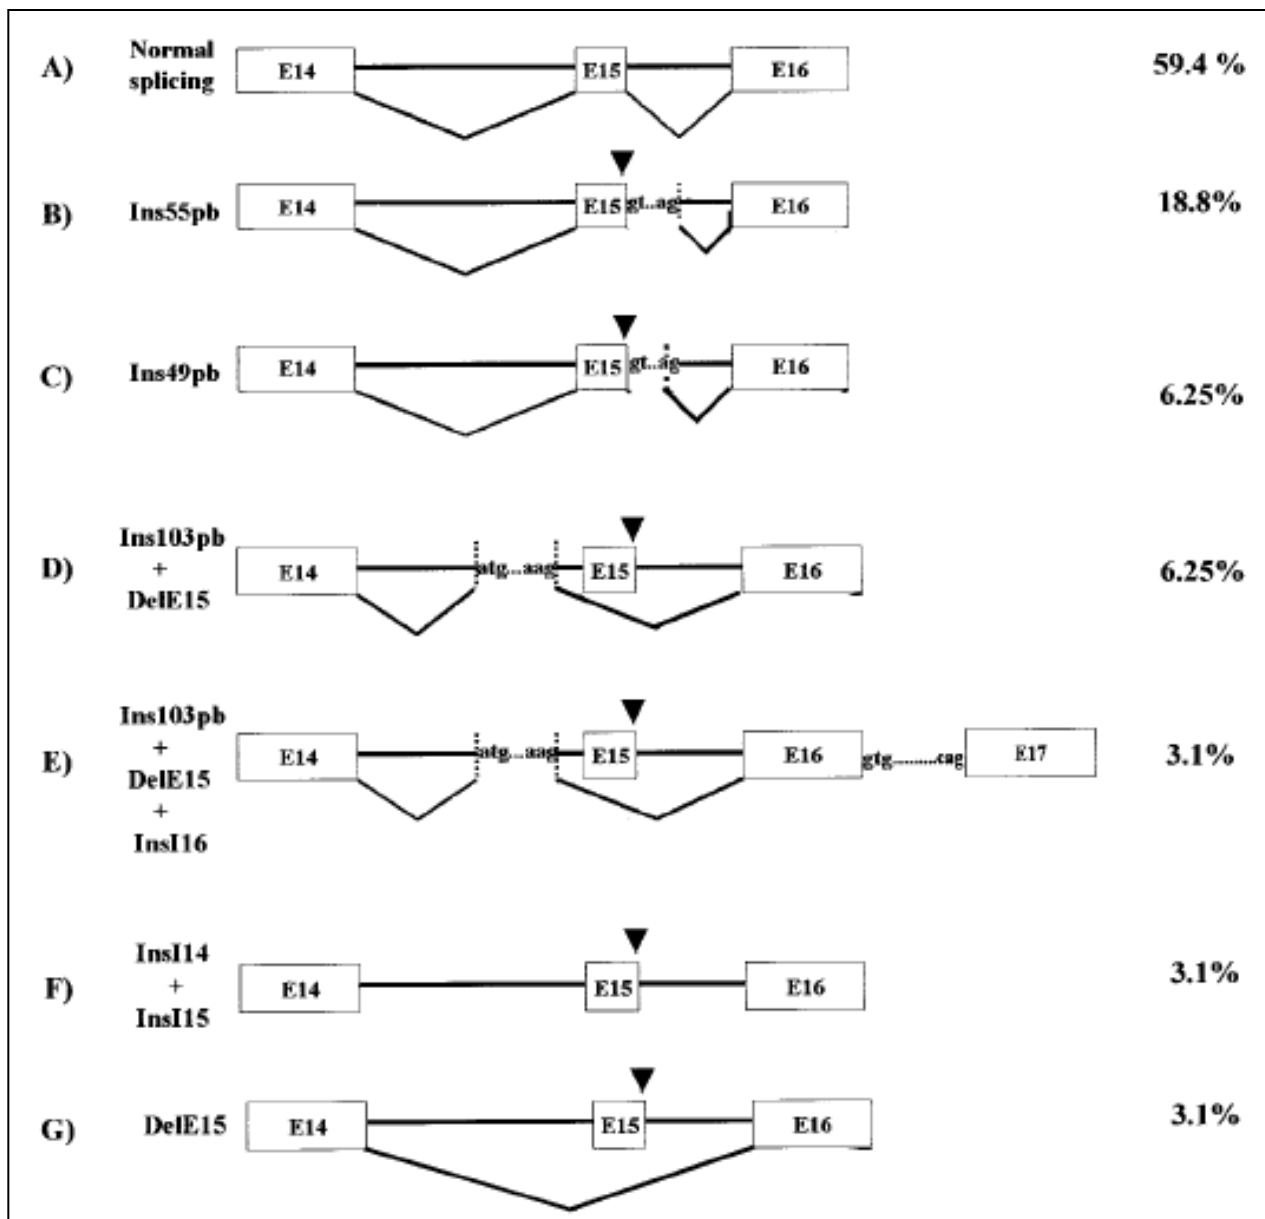 A) Normal splicing E14 E15 E16 59.4 %
B) Ins55pb E14 E15 gt..ag E16 18.8%
C) Ins49pb E14 E15 gt..ag E16 6.25%
D) Ins103pb + DelE15 E14 atg...aag E15 E16 6.25%
E) Ins103pb + DelE15 + InsI16 E14 atg...aag E15 E16 gtg.........cag E17 3.1%
F) InsI14 + InsI15 E14 E15 E16 3.1%
G) DelE15 E14 E15 E16 3.1%